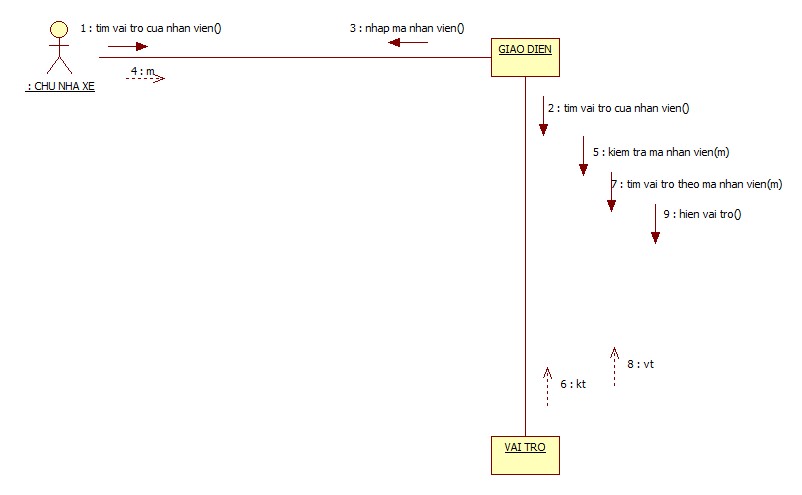 1 : tim vai tro cua nhan vien()
3 : nhap ma nhan vien()
GIAO DIEN
4 : m
: CHU NHA XE
2 : tim vai tro cua nhan vien()
5 : kiem tra ma nhan vien(m)
7 : tim vai tro theo ma nhan vien(m)
9 : hien vai tro()
8 : vt
6 : kt
VAI TRO